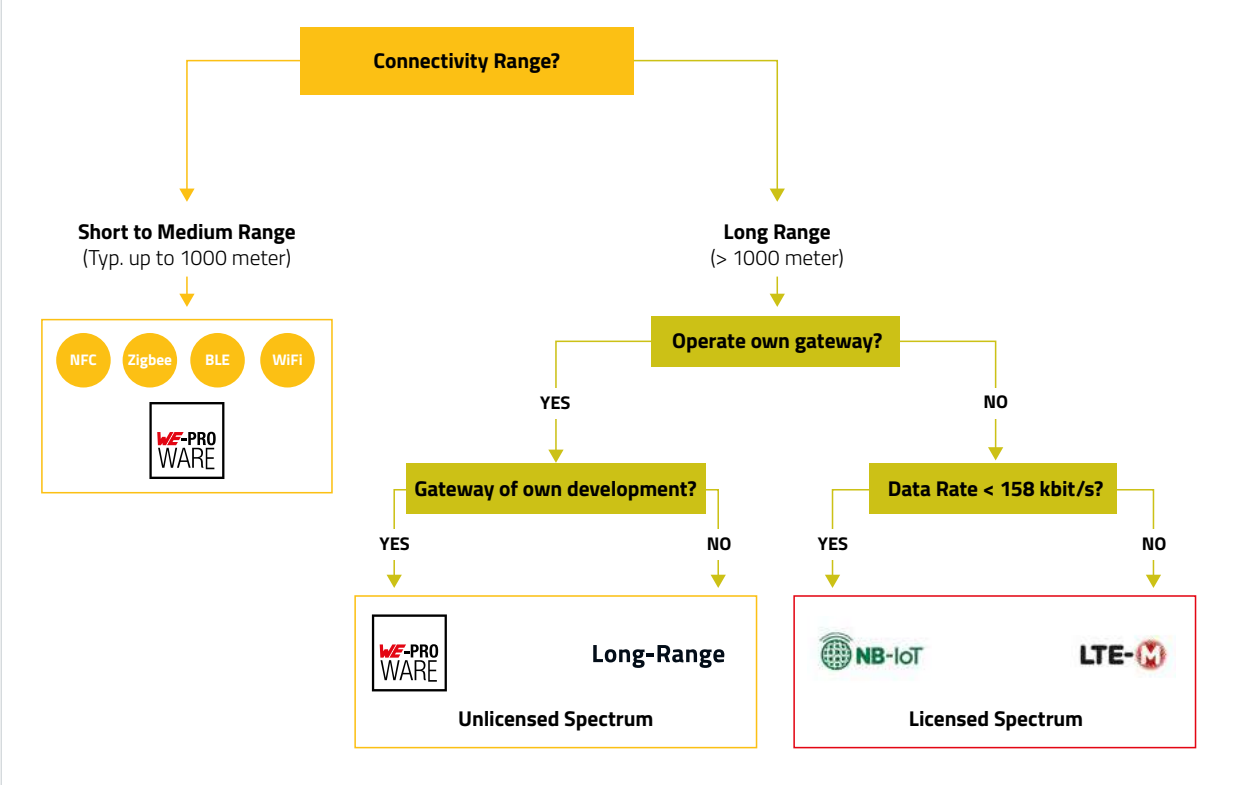 Connectivity Range?
Short to Medium Range
(Typ. up to 1000 meter)
Long Range
(> 1000 meter)
NFC
Zigbee
BLE
WiFi
WE-PRO
WARE
Operate own gateway?
YES
NO
Gateway of own development?
Data Rate < 158 kbit/s?
YES
NO
YES
NO
WE-PRO
WARE
Long-Range
Unlicensed Spectrum
NB-IoT
LTE-M
Licensed Spectrum